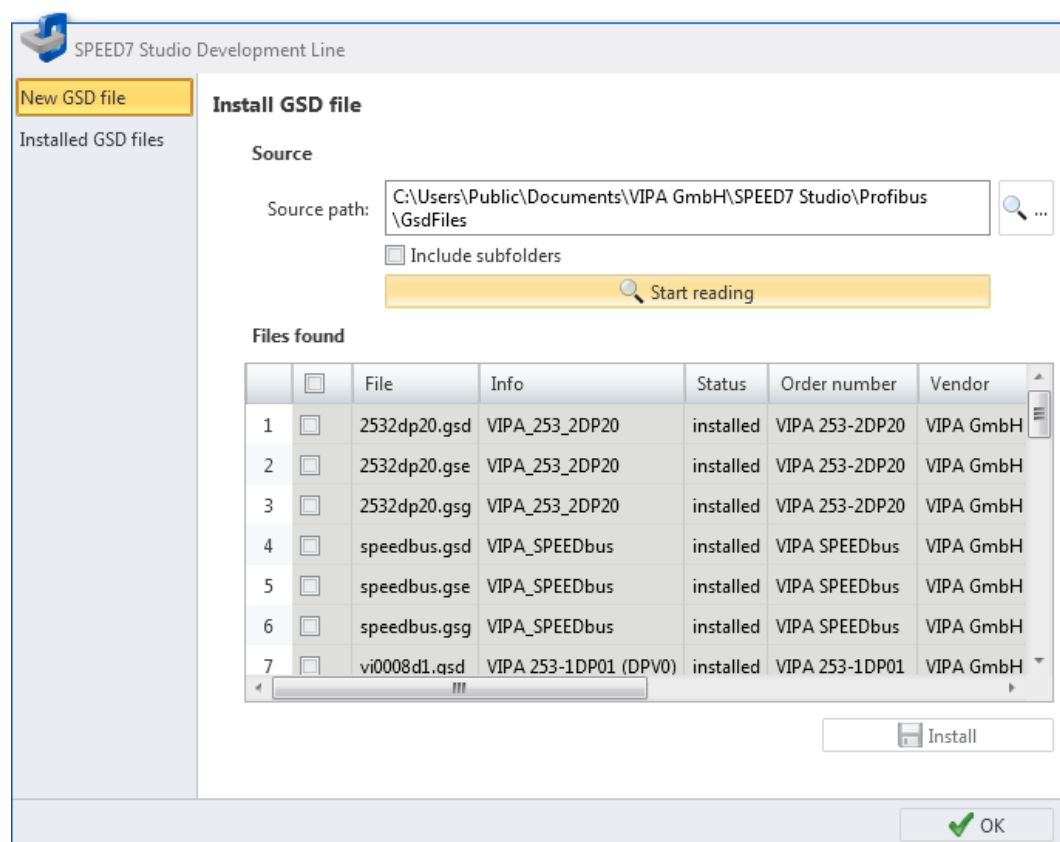 SPEED7 Studio Development Line
New GSD file
Installed GSD files
Install GSD file
Source
Source path:
C:\Users\Public\Documents\VIPA GmbH\SPEED7 Studio\Profibus
\GsdFiles
...
Include subfolders
Start reading
Files found
File Info Status Order number Vendor
1 2532dp20.gsd VIPA_253_2DP20 installed VIPA 253-2DP20 VIPA GmbH
2 2532dp20.gse VIPA_253_2DP20 installed VIPA 253-2DP20 VIPA GmbH
3 2532dp20.gsg VIPA_253_2DP20 installed VIPA 253-2DP20 VIPA GmbH
4 speedbus.gsd VIPA_SPEEDbus installed VIPA SPEEDbus VIPA GmbH
5 speedbus.gse VIPA_SPEEDbus installed VIPA SPEEDbus VIPA GmbH
6 speedbus.gsg VIPA_SPEEDbus installed VIPA SPEEDbus VIPA GmbH
7 vi0008d1.gsd VIPA 253-1DP01 (DPV0) installed VIPA 253-1DP01 VIPA GmbH
Install
OK